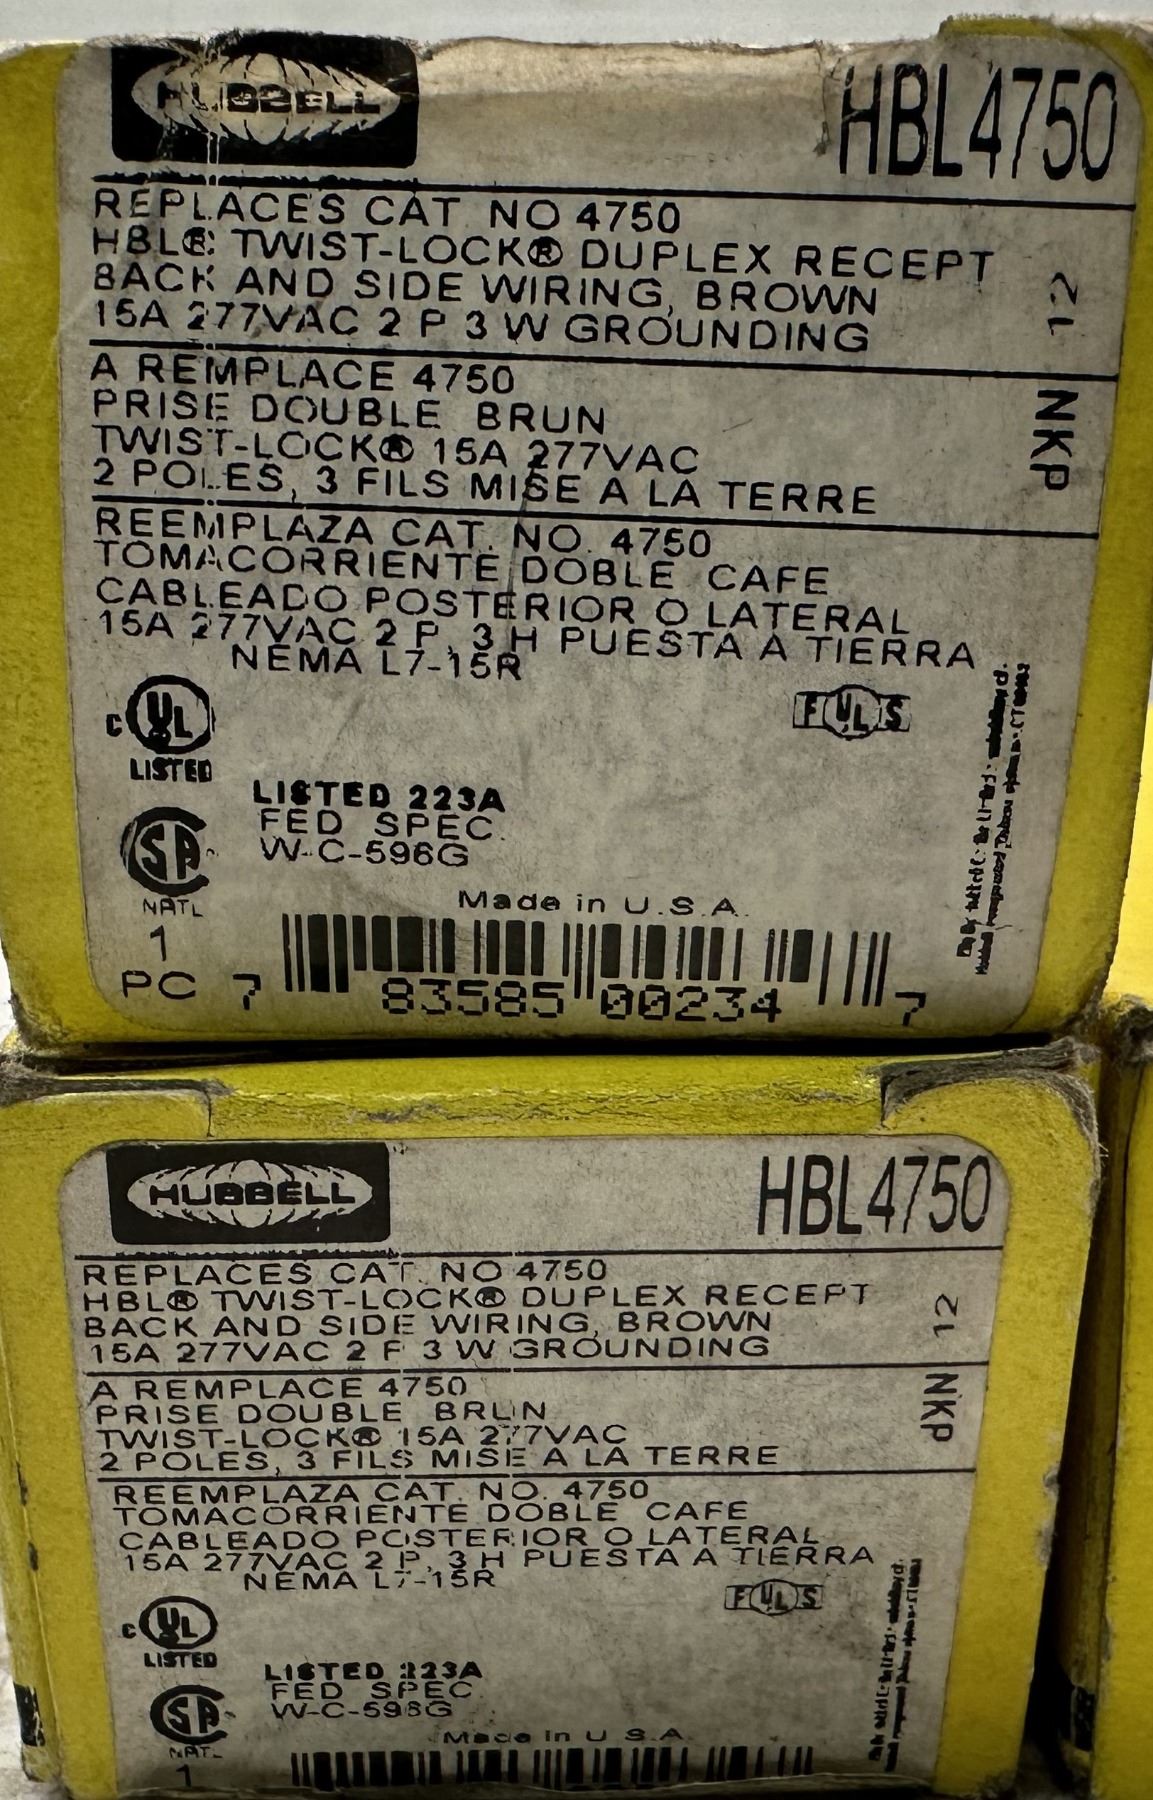 HUBBELL
HBL4750
REPLACES CAT NO 4750
HBL® TWIST-LOCK® DUPLEX RECEPT
BACK AND SIDE WIRING, BROWN
15A 277VAC 2 P 3 W GROUNDING
12
NKP
A REMPLACE 4750
PRISE DOUBLE BRUN
TWIST-LOCK® 15A 277VAC
2 POLES, 3 FILS MISE A LA TERRE
REEMPLAZA CAT. NO. 4750
TOMACORRIENTE DOBLE CAFE
CABLEADO POSTERIOR O LATERAL
15A 277VAC 2 P, 3 H PUESTA A TIERRA
NEMA L7-15R
C UL
LISTED
FULS
LISTED 223A
FED SPEC.
W-C-596G
SA
NATL
Made in U.S.A.
1
PC
7 83585 00234 7
HUBBELL
HBL4750
REPLACES CAT. NO 4750
HBL® TWIST-LOCK® DUPLEX RECEPT
BACK AND SIDE WIRING, BROWN
15A 277VAC 2 P 3 W GROUNDING
12
NKP
A REMPLACE 4750
PRISE DOUBLE BRUN
TWIST-LOCK® 15A 277VAC
2 POLES, 3 FILS MISE A LA TERRE
REEMPLAZA CAT. NO. 4750
TOMACORRIENTE DOBLE CAFE
CABLEADO POSTERIOR O LATERAL
15A 277VAC 2 P, 3 H PUESTA A TIERRA
NEMA L7-15R
C UL
LISTED
FULS
LISTED 223A
FED SPEC.
W-C-596G
SA
NATL
Made in U.S.A.
1